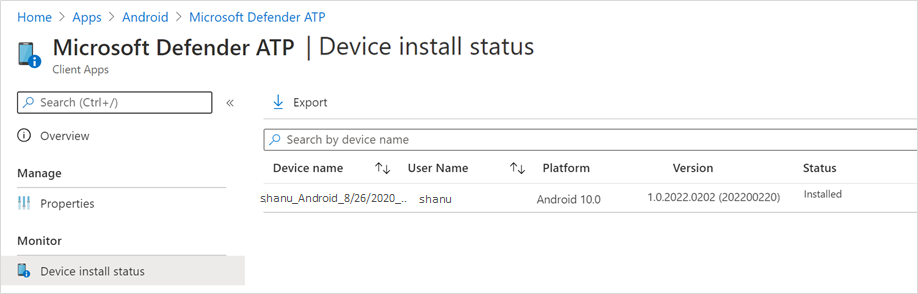 Home > Apps > Android > Microsoft Defender ATP
Microsoft Defender ATP | Device install status
Client Apps
Search (Ctrl+/) «
Export
Overview
Search by device name
Manage
Device name User Name Platform Version Status
Properties
shanu_Android_8/26/2020_.. shanu Android 10.0 1.0.2022.0202 (202200220) Installed
Monitor
Device install status